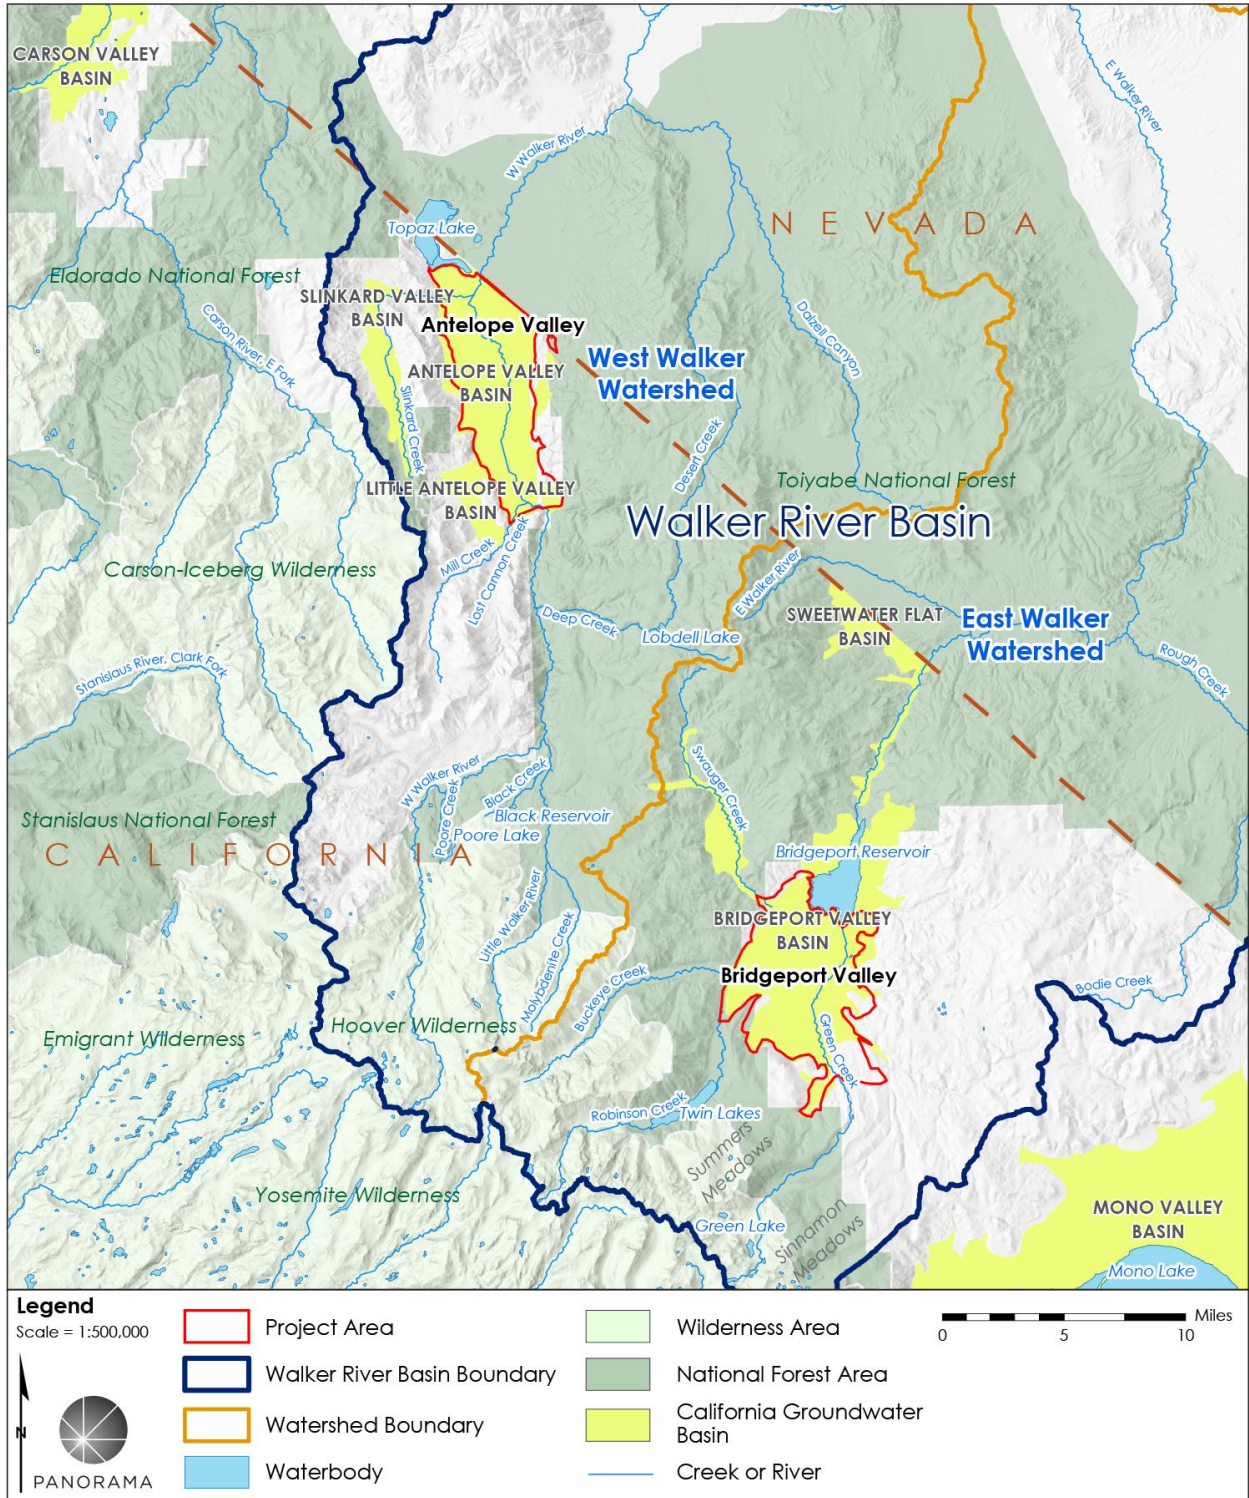 CARSON VALLEY
BASIN
E Walker River
W Walker River
NEVADA
Topaz Lake
Eldorado National Forest
SLINKARD VALLEY
BASIN
Antelope Valley
Carson River, E Fork
Dalzell Canyon
West Walker
Watershed
ANTELOPE VALLEY
BASIN
Slinkard Creek
Desert Creek
Toiyabe National Forest
LITTLE ANTELOPE VALLEY
BASIN
Walker River Basin
Mill Creek
Lost Cannon Creek
Carson-Iceberg Wilderness
E Walker River
Deep Creek
Lobdell Lake
SWEETWATER FLAT
BASIN
East Walker
Watershed
Rough Creek
Stanislaus River, Clark Fork
W Walker River
Poore Creek
Black Creek
Swauger Creek
Black Reservoir
Poore Lake
Stanislaus National Forest
CALIFORNIA
Bridgeport Reservoir
Little Walker River
Molybdenite Creek
BRIDGEPORT VALLEY
BASIN
Bridgeport Valley
Buckeye Creek
Bodie Creek
Emigrant Wilderness
Hoover Wilderness
Green Creek
Robinson Creek
Twin Lakes
Summers
Meadows
Yosemite Wilderness
Green Lake
Sinnamon
Meadows
MONO VALLEY
BASIN
Mono Lake
Legend
Scale = 1:500,000
N
PANORAMA
Project Area
Walker River Basin Boundary
Watershed Boundary
Waterbody
Wilderness Area
National Forest Area
California Groundwater
Basin
Creek or River
Miles
0 5 10